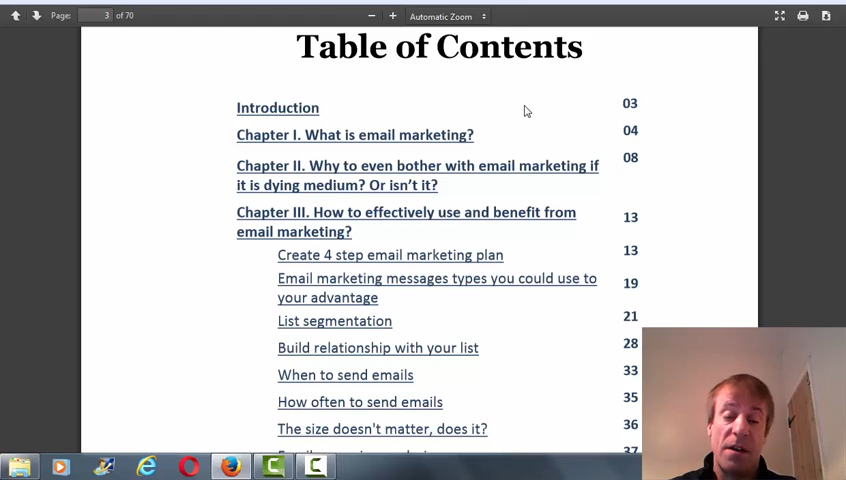 Page: 3 of 70 Automatic Zoom
Table of Contents
Introduction 03
Chapter I. What is email marketing? 04
Chapter II. Why to even bother with email marketing if 08
it is dying medium? Or isn't it?
Chapter III. How to effectively use and benefit from
email marketing? 13
Create 4 step email marketing plan 13
Email marketing messages types you could use to 19
your advantage
List segmentation 21
Build relationship with your list 28
When to send emails 33
How often to send emails 35
The size doesn't matter, does it? 36
37